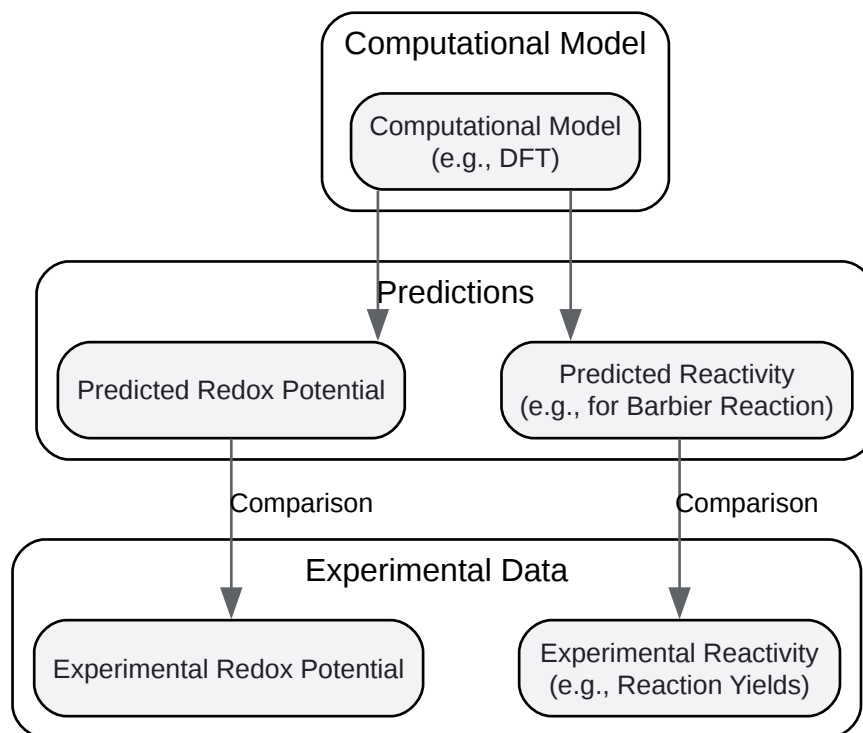 Computational Model
Computational Model
(e.g., DFT)
Predictions
Predicted Redox Potential
Predicted Reactivity
(e.g., for Barbier Reaction)
Comparison
Comparison
Experimental Data
Experimental Redox Potential
Experimental Reactivity
(e.g., Reaction Yields)